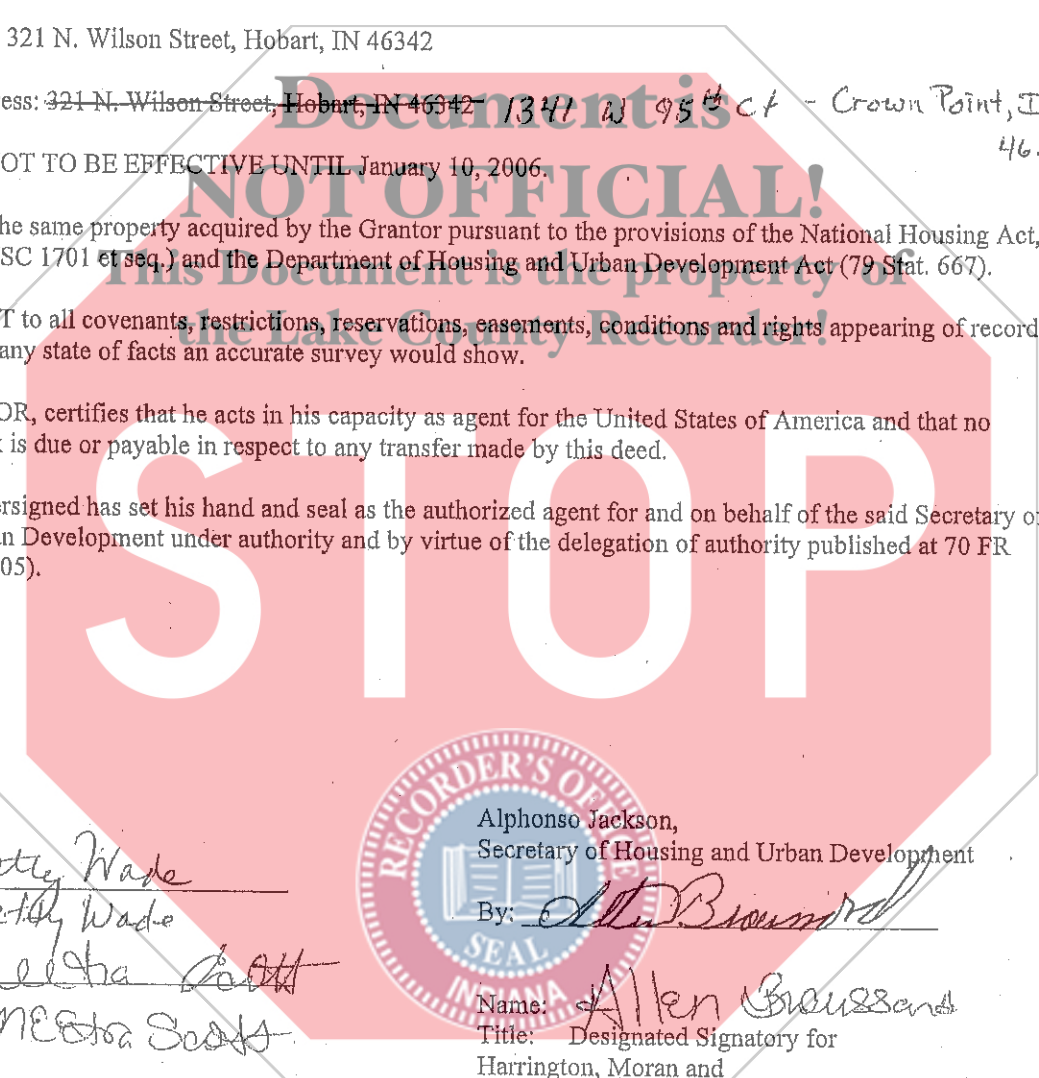 321 N. Wilson Street, Hobart, IN 46342
ess: 321 N. Wilson Street, Hobart, IN 46342 1341 W 95th Ct - Crown Point, I
46.
OT TO BE EFFECTIVE UNTIL January 10, 2006.
he same property acquired by the Grantor pursuant to the provisions of the National Housing Act,
SC 1701 et seq.) and the Department of Housing and Urban Development Act (79 Stat. 667).
T to all covenants, restrictions, reservations, easements, conditions and rights appearing of record
any state of facts an accurate survey would show.
OR, certifies that he acts in his capacity as agent for the United States of America and that no
is due or payable in respect to any transfer made by this deed.
rsigned has set his hand and seal as the authorized agent for and on behalf of the said Secretary of
n Development under authority and by virtue of the delegation of authority published at 70 FR
05).
Document is
NOT OFFICIAL!
This Document is the property of
the Lake County Recorder!
STOP
RECORDER'S OFFICE
SEAL
INDIANA
Alphonso Jackson,
Secretary of Housing and Urban Development
By:
Name: Allen Broussard
Title: Designated Signatory for
Harrington, Moran and
Wade
Wade
Scott
Scott